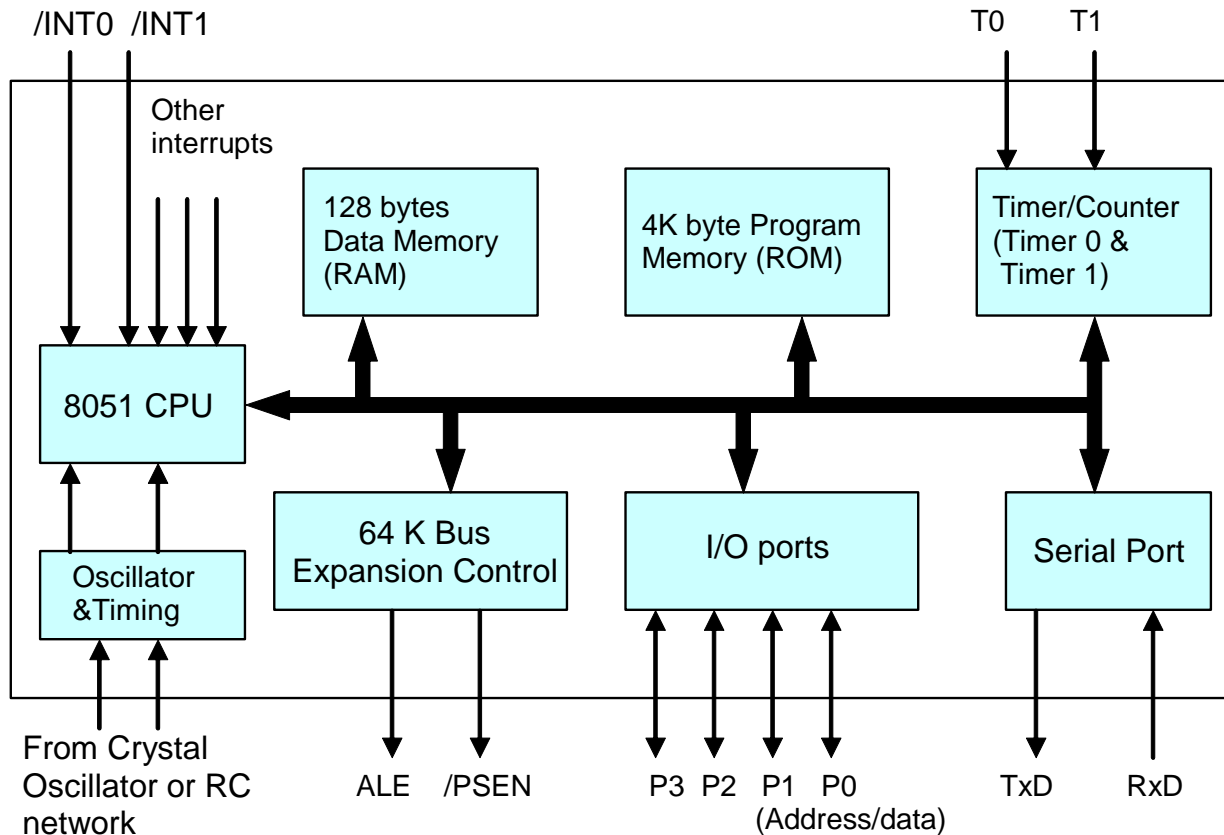 /INT0 /INT1
T0 T1
Other
interrupts
128 bytes
Data Memory
(RAM)
4K byte Program
Memory (ROM)
Timer/Counter
(Timer 0 &
Timer 1)
8051 CPU
64 K Bus
Expansion Control
I/O ports
Serial Port
Oscillator
&Timing
From Crystal
Oscillator or RC
network
ALE /PSEN
P3 P2 P1 P0
(Address/data)
TxD RxD